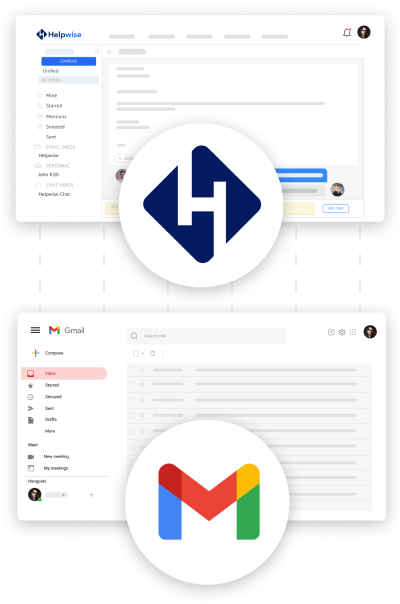 Helpwise
COMPOSE
Unified
All Inbox
Mine
Starred
Mentions
Snoozed
Sent
EMAIL INBOX
Helpwise
PERSONAL
John Kith
CHAT INBOX
Helpwise Chat
H
Gmail
Search mail
Compose
Inbox
Starred
Snoozed
Sent
Drafts
More
Meet
New meeting
My meetings
Hangouts